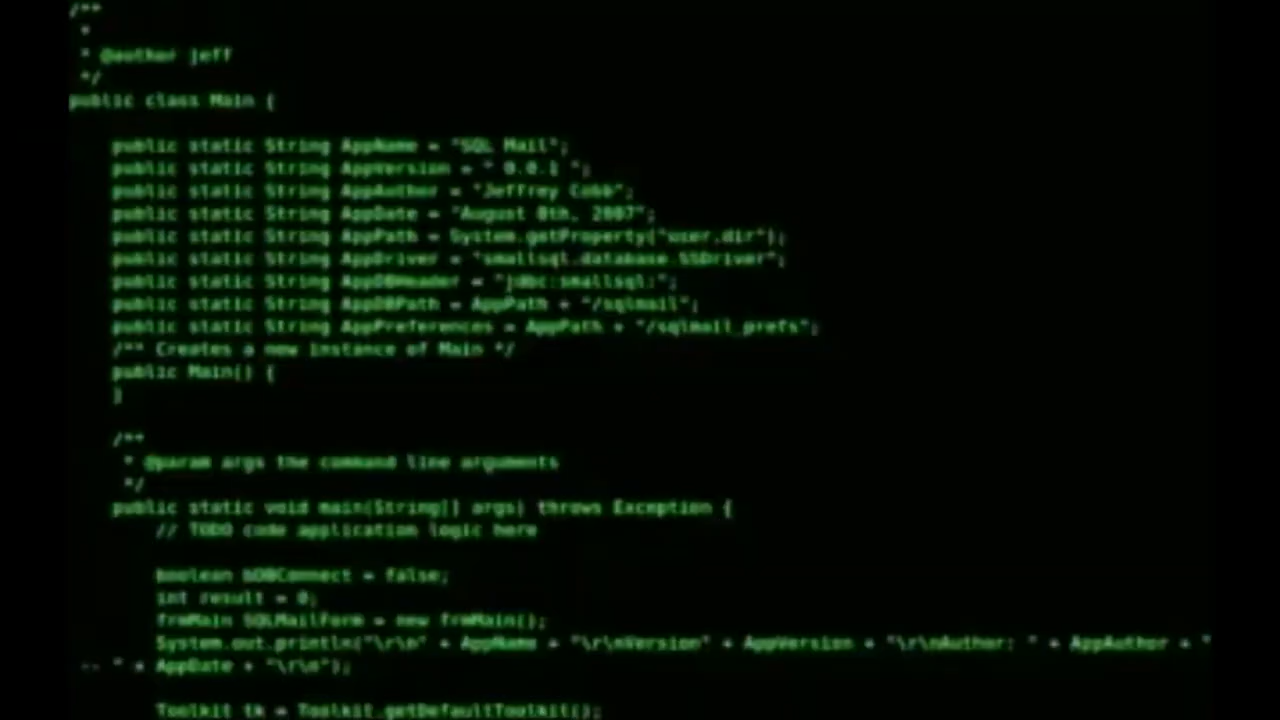 /**
 *
 * @author jeff
 */
public class Main {
public static String AppName = "SQL Mail";
public static String AppVersion = " 0.0.1 ";
public static String AppAuthor = "Jeffrey Cobb";
public static String AppDate = "August 8th, 2007";
public static String AppPath = System.getProperty("user.dir");
public static String AppDriver = "smallsql.database.SSDriver";
public static String AppDBHeader = "jdbc:smallsql:";
public static String AppDBPath = AppPath + "/sqlmail";
public static String AppPreferences = AppPath + "/sqlmail_prefs";
/** Creates a new instance of Main */
public Main() {
}
/**
 * @param args the command line arguments
 */
public static void main(String[] args) throws Exception {
// TODO code application logic here
boolean bDBConnect = false;
int result = 0;
frmMain SQLMailForm = new frmMain();
System.out.println("\r\n" + AppName + "\r\nVersion" + AppVersion + "\r\nAuthor: " + AppAuthor + "
-- " + AppDate + "\r\n");
Toolkit tk = Toolkit.getDefaultToolkit();